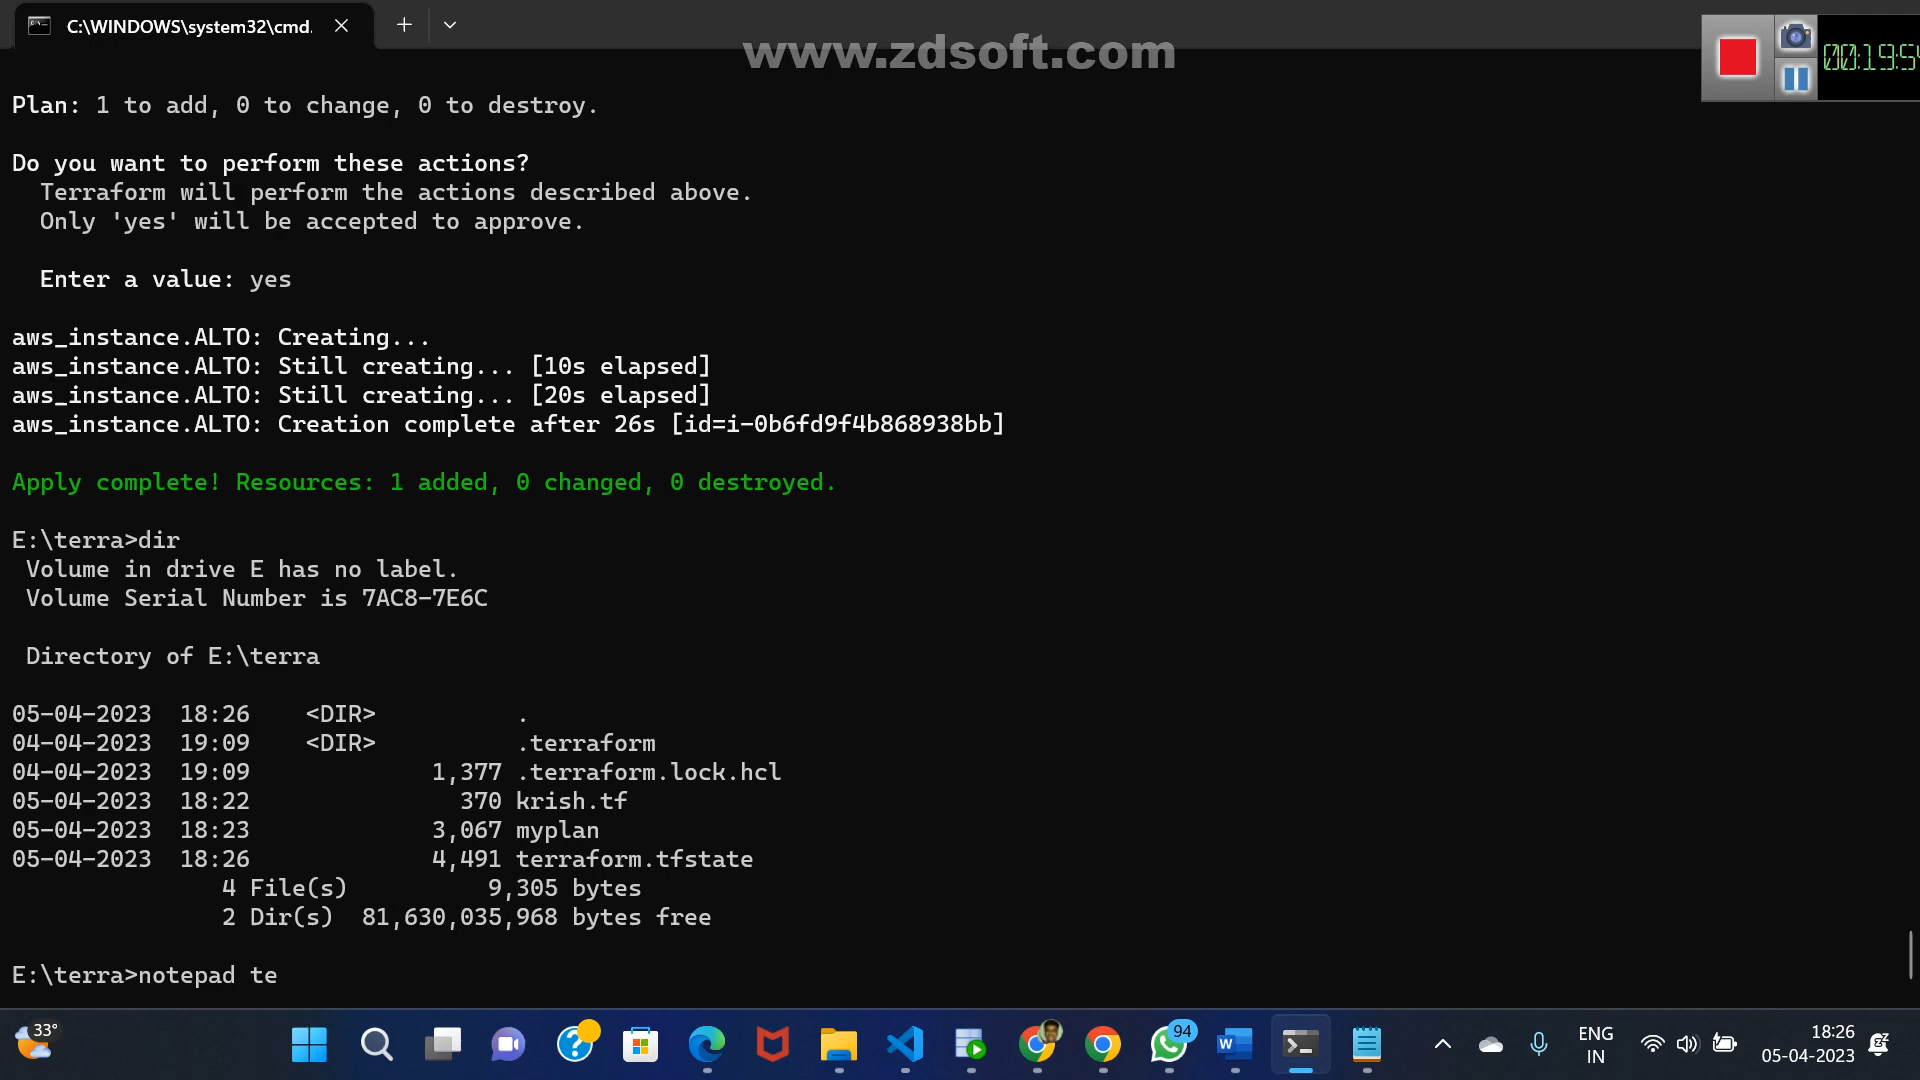 C:\WINDOWS\system32\cmd.
www.zdsoft.com
Plan: 1 to add, 0 to change, 0 to destroy.
Do you want to perform these actions?
Terraform will perform the actions described above.
Only 'yes' will be accepted to approve.
Enter a value: yes
aws_instance.ALTO: Creating...
aws_instance.ALTO: Still creating... [10s elapsed]
aws_instance.ALTO: Still creating... [20s elapsed]
aws_instance.ALTO: Creation complete after 26s [id=i-0b6fd9f4b868938bb]
Apply complete! Resources: 1 added, 0 changed, 0 destroyed.
E:\terra>dir
Volume in drive E has no label.
Volume Serial Number is 7AC8-7E6C
Directory of E:\terra
05-04-2023 18:26 <DIR> .
04-04-2023 19:09 <DIR> .terraform
04-04-2023 19:09 1,377 .terraform.lock.hcl
05-04-2023 18:22 370 krish.tf
05-04-2023 18:23 3,067 myplan
05-04-2023 18:26 4,491 terraform.tfstate
4 File(s) 9,305 bytes
2 Dir(s) 81,630,035,968 bytes free
E:\terra>notepad te
33°
94
ENG
IN
18:26
05-04-2023